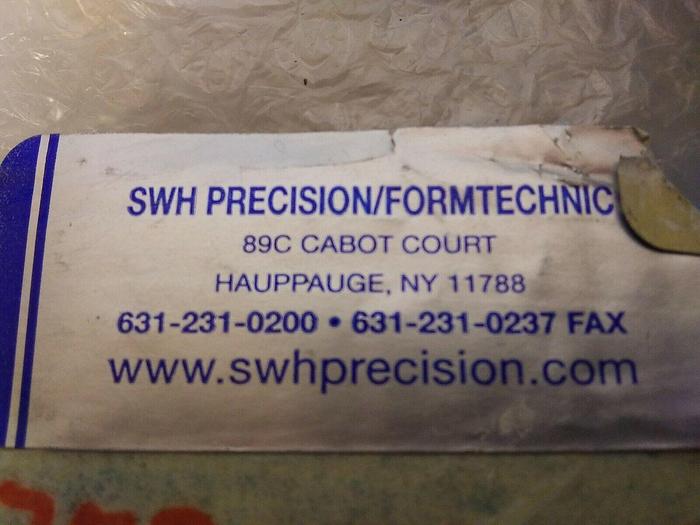 SWH PRECISION/FORMTECHNIC
89C CABOT COURT
HAUPPAUGE, NY 11788
631-231-0200 • 631-231-0237 FAX
www.swhprecision.com